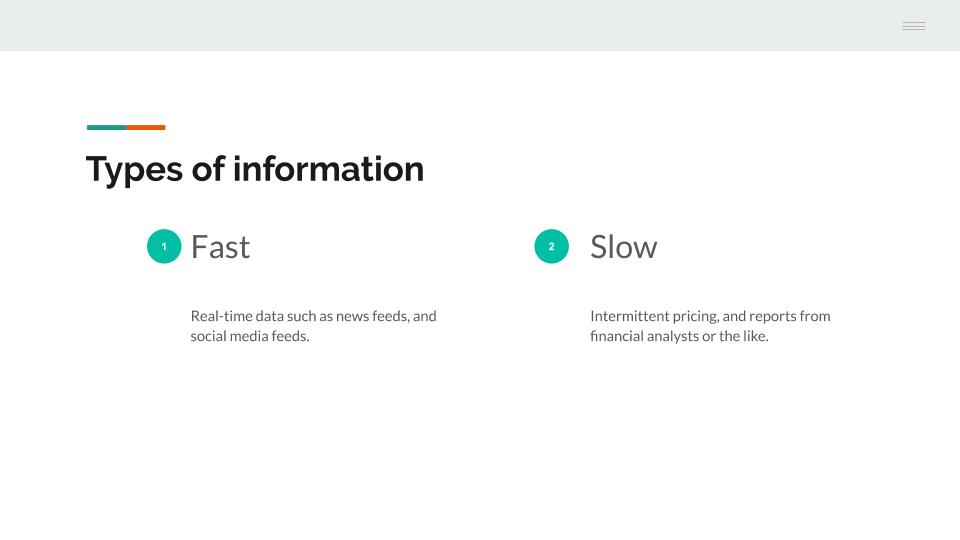 Types of information
1 Fast
Real-time data such as news feeds, and
social media feeds.
2 Slow
Intermittent pricing, and reports from
financial analysts or the like.